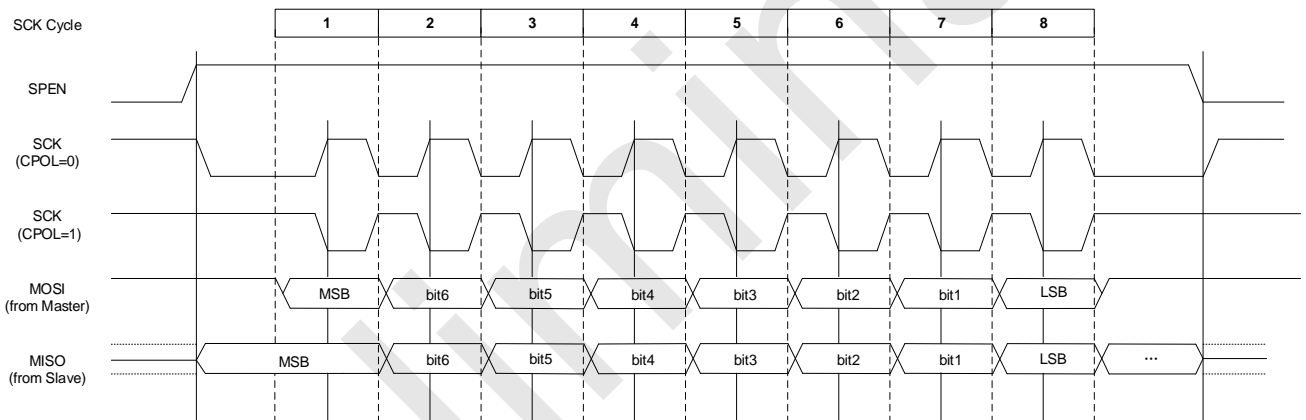 SCK Cycle 1 2 3 4 5 6 7 8
SPEN
SCK
(CPOL=0)
SCK
(CPOL=1)
MOSI
(from Master)
MSB bit6 bit5 bit4 bit3 bit2 bit1 LSB
MISO
(from Slave)
MSB bit6 bit5 bit4 bit3 bit2 bit1 LSB ...